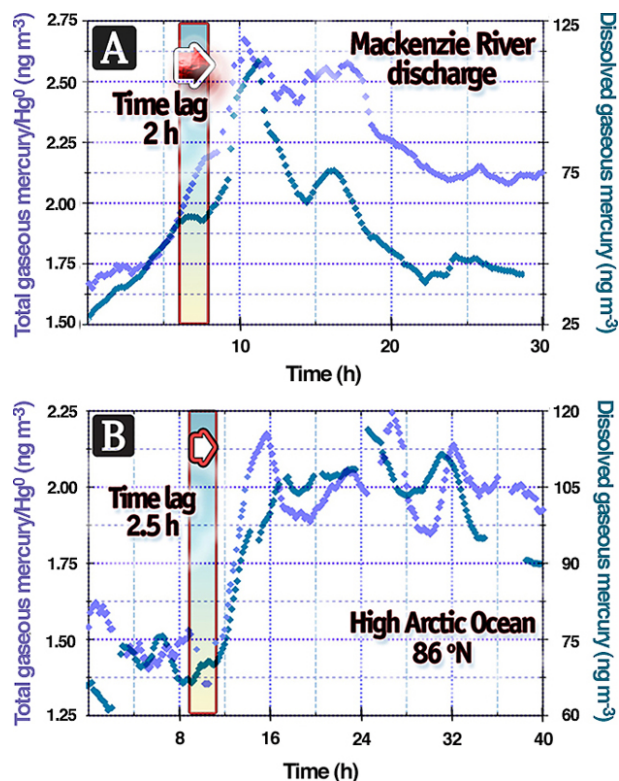 Total gaseous mercury/Hg⁰ (ng m⁻³)
2.75
2.50
2.25
2.00
1.75
1.50
A
Time lag
2 h
Mackenzie River
discharge
125
75
25
Dissolved gaseous mercury (ng m⁻³)
10
20
30
Time (h)
Total gaseous mercury/Hg⁰ (ng m⁻³)
2.25
2.00
1.75
1.50
1.25
B
Time lag
2.5 h
High Arctic Ocean
86 ºN
120
105
90
75
60
Dissolved gaseous mercury (ng m⁻³)
8
16
24
32
40
Time (h)